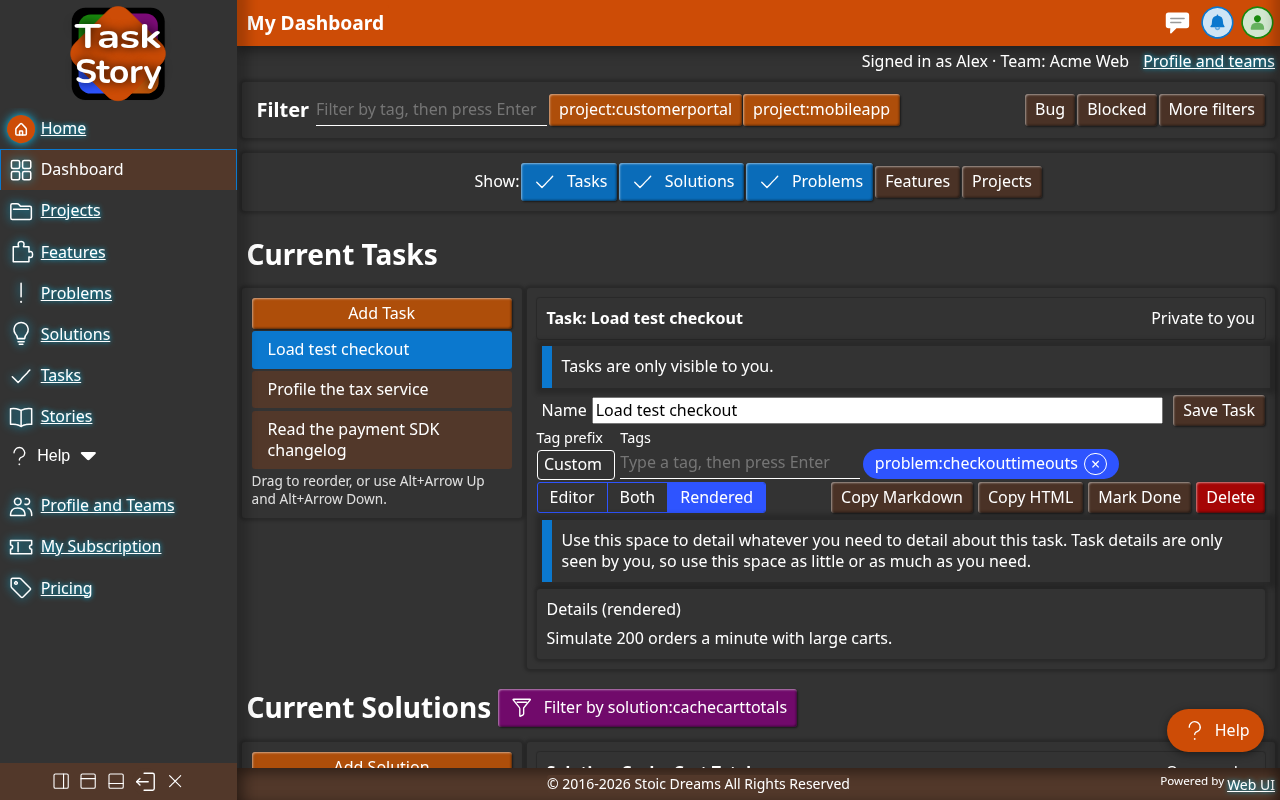 Task
Story
Home
Dashboard
Projects
Features
Problems
Solutions
Tasks
Stories
Help
Profile and Teams
My Subscription
Pricing
My Dashboard
Signed in as Alex · Team: Acme Web Profile and teams
Filter Filter by tag, then press Enter project:customerportal project:mobileapp Bug Blocked More filters
Show: Tasks Solutions Problems Features Projects
Current Tasks
Add Task
Load test checkout
Profile the tax service
Read the payment SDK
changelog
Drag to reorder, or use Alt+Arrow Up
and Alt+Arrow Down.
Task: Load test checkout Private to you
Tasks are only visible to you.
Name Load test checkout Save Task
Tag prefix Tags
Custom Type a tag, then press Enter problem:checkouttimeouts
Editor Both Rendered Copy Markdown Copy HTML Mark Done Delete
Use this space to detail whatever you need to detail about this task. Task details are only
seen by you, so use this space as little or as much as you need.
Details (rendered)
Simulate 200 orders a minute with large carts.
Current Solutions Filter by solution:cachecarttotals
Add Solution
Help
© 2016-2026 Stoic Dreams All Rights Reserved
Powered by Web UI